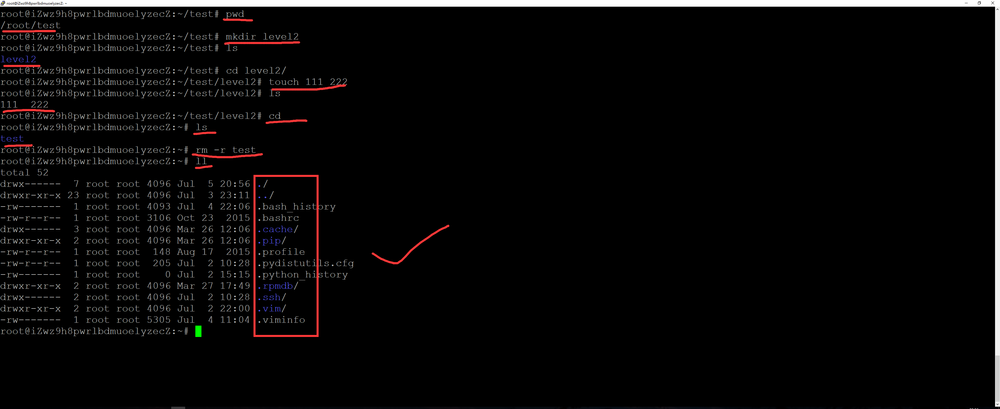 root@iZwz9h8pwrlbdmuoelyzecZ: ~
root@iZwz9h8pwrlbdmuoelyzecZ:~/test# pwd
/root/test
root@iZwz9h8pwrlbdmuoelyzecZ:~/test# mkdir level2
root@iZwz9h8pwrlbdmuoelyzecZ:~/test# ls
level2
root@iZwz9h8pwrlbdmuoelyzecZ:~/test# cd level2/
root@iZwz9h8pwrlbdmuoelyzecZ:~/test/level2# touch 111 222
root@iZwz9h8pwrlbdmuoelyzecZ:~/test/level2# ls
111  222
root@iZwz9h8pwrlbdmuoelyzecZ:~/test/level2# cd
root@iZwz9h8pwrlbdmuoelyzecZ:~# ls
test
root@iZwz9h8pwrlbdmuoelyzecZ:~# rm -r test
root@iZwz9h8pwrlbdmuoelyzecZ:~# ll
total 52
drwx------  7 root root 4096 Jul  5 20:56 ./
drwxr-xr-x 23 root root 4096 Jul  3 23:11 ../
-rw-------  1 root root 4093 Jul  4 22:06 .bash_history
-rw-r--r--  1 root root 3106 Oct 23  2015 .bashrc
drwx------  3 root root 4096 Mar 26 12:06 .cache/
drwxr-xr-x  2 root root 4096 Mar 26 12:06 .pip/
-rw-r--r--  1 root root  148 Aug 17  2015 .profile
-rw-r--r--  1 root root  205 Jul  2 10:28 .pydistutils.cfg
-rw-------  1 root root    0 Jul  2 15:15 .python_history
drwxr-xr-x  2 root root 4096 Mar 27 17:49 .rpmdb/
drwx------  2 root root 4096 Jul  2 10:28 .ssh/
drwxr-xr-x  2 root root 4096 Jul  2 22:00 .vim/
-rw-------  1 root root 5305 Jul  4 11:04 .viminfo
root@iZwz9h8pwrlbdmuoelyzecZ:~#